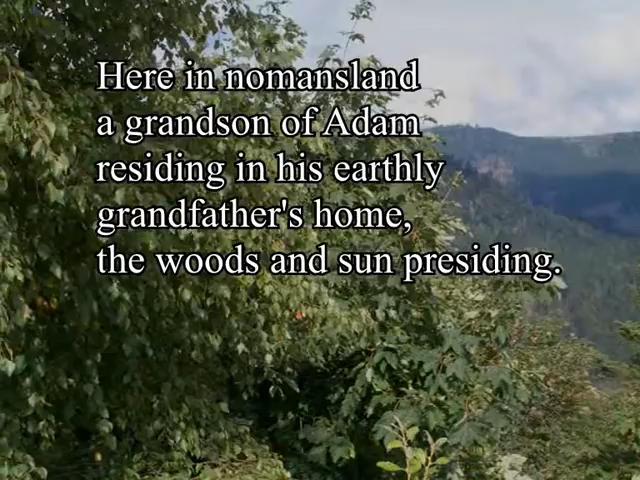 Here in nomansland
a grandson of Adam
residing in his earthly
grandfather's home,
the woods and sun presiding.